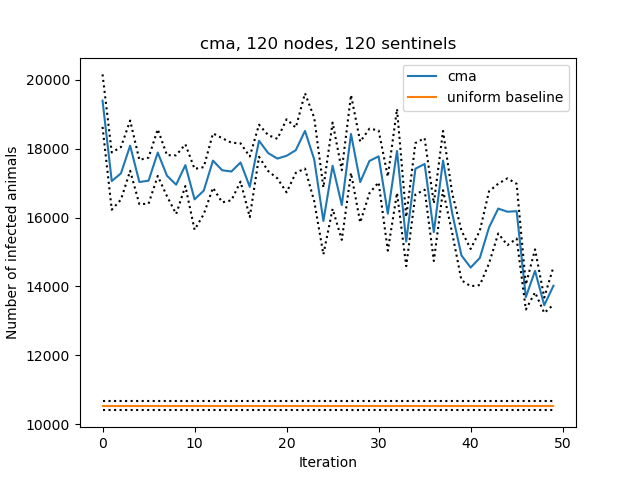 cma, 120 nodes, 120 sentinels
cma
uniform baseline
Number of infected animals
20000
18000
16000
14000
12000
10000
0 10 20 30 40 50
Iteration